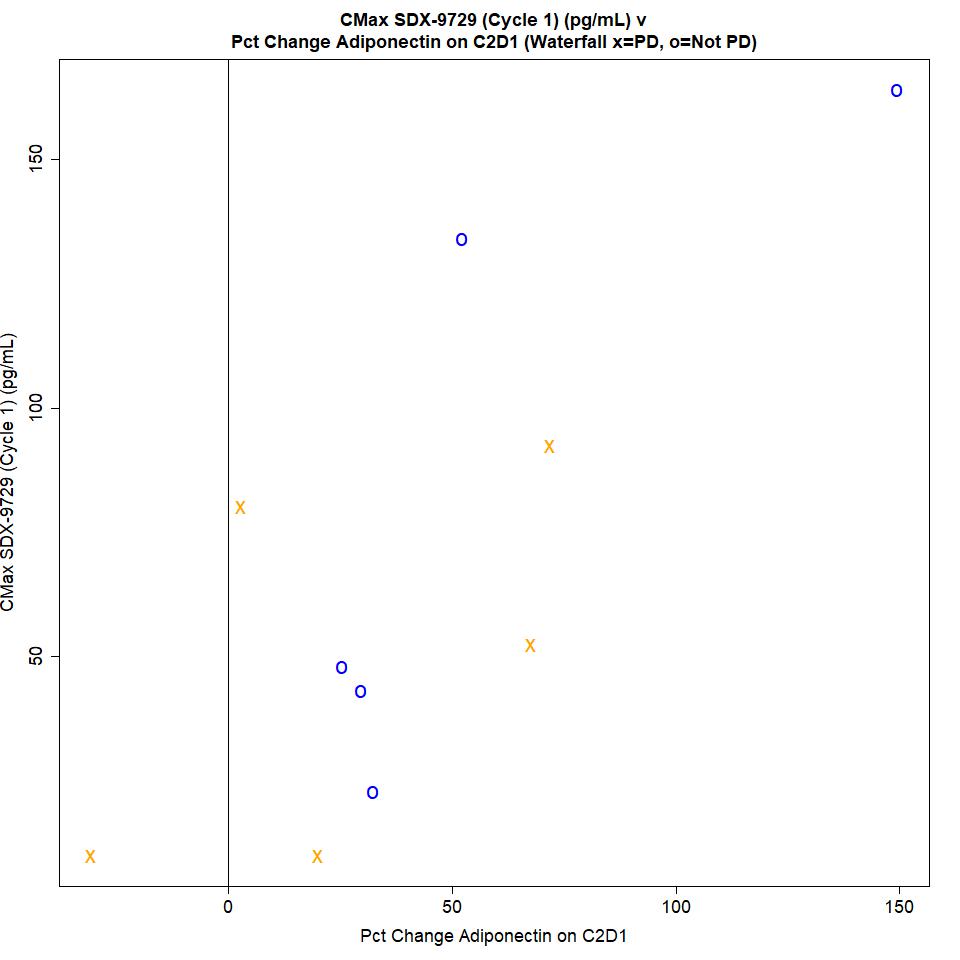 CMax SDX-9729 (Cycle 1) (pg/mL) v
Pct Change Adiponectin on C2D1 (Waterfall x=PD, o=Not PD)
CMax SDX-9729 (Cycle 1) (pg/mL)
150
100
50
o
o
x
x
x
o
o
o
x
x
0
50
100
150
Pct Change Adiponectin on C2D1